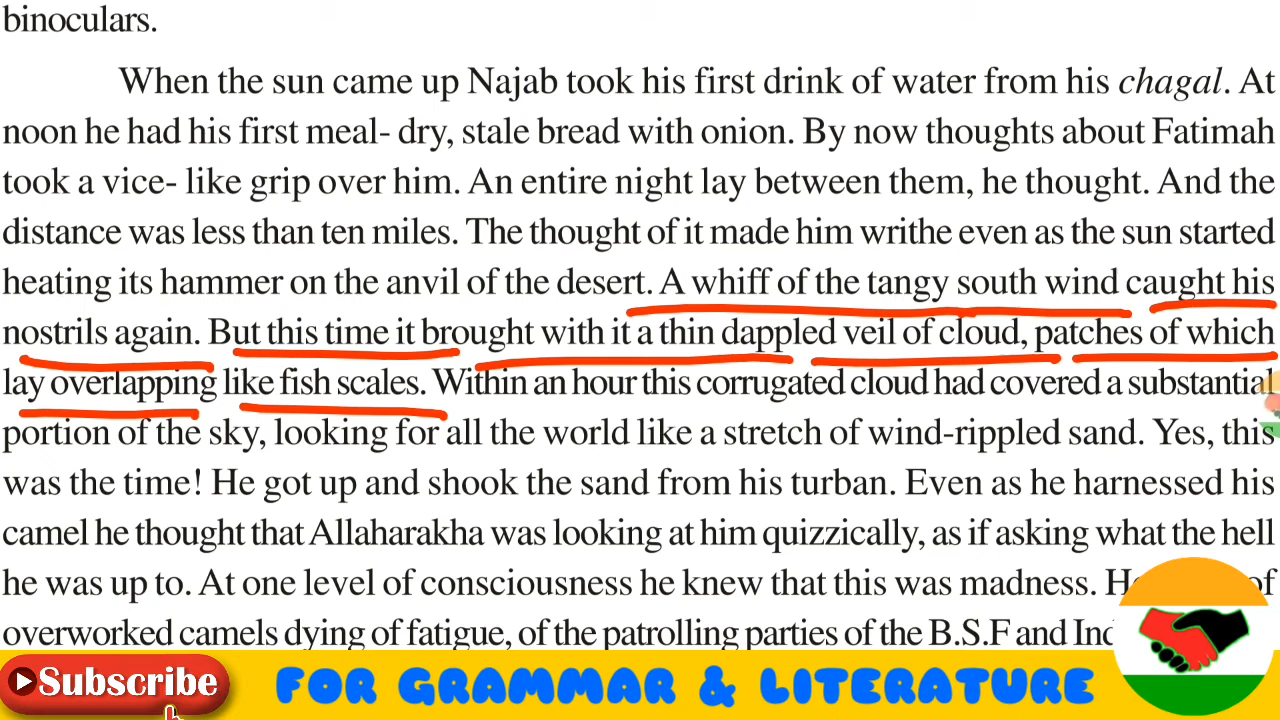 binoculars.
When the sun came up Najab took his first drink of water from his chagal. At
noon he had his first meal- dry, stale bread with onion. By now thoughts about Fatimah
took a vice- like grip over him. An entire night lay between them, he thought. And the
distance was less than ten miles. The thought of it made him writhe even as the sun started
heating its hammer on the anvil of the desert. A whiff of the tangy south wind caught his
nostrils again. But this time it brought with it a thin dappled veil of cloud, patches of which
lay overlapping like fish scales. Within an hour this corrugated cloud had covered a substantial
portion of the sky, looking for all the world like a stretch of wind-rippled sand. Yes, this
was the time! He got up and shook the sand from his turban. Even as he harnessed his
camel he thought that Allaharakha was looking at him quizzically, as if asking what the hell
he was up to. At one level of consciousness he knew that this was madness. of
overworked camels dying of fatigue, of the patrolling parties of the B.S.F and
Subscribe FOR GRAMMAR & LITERATURE